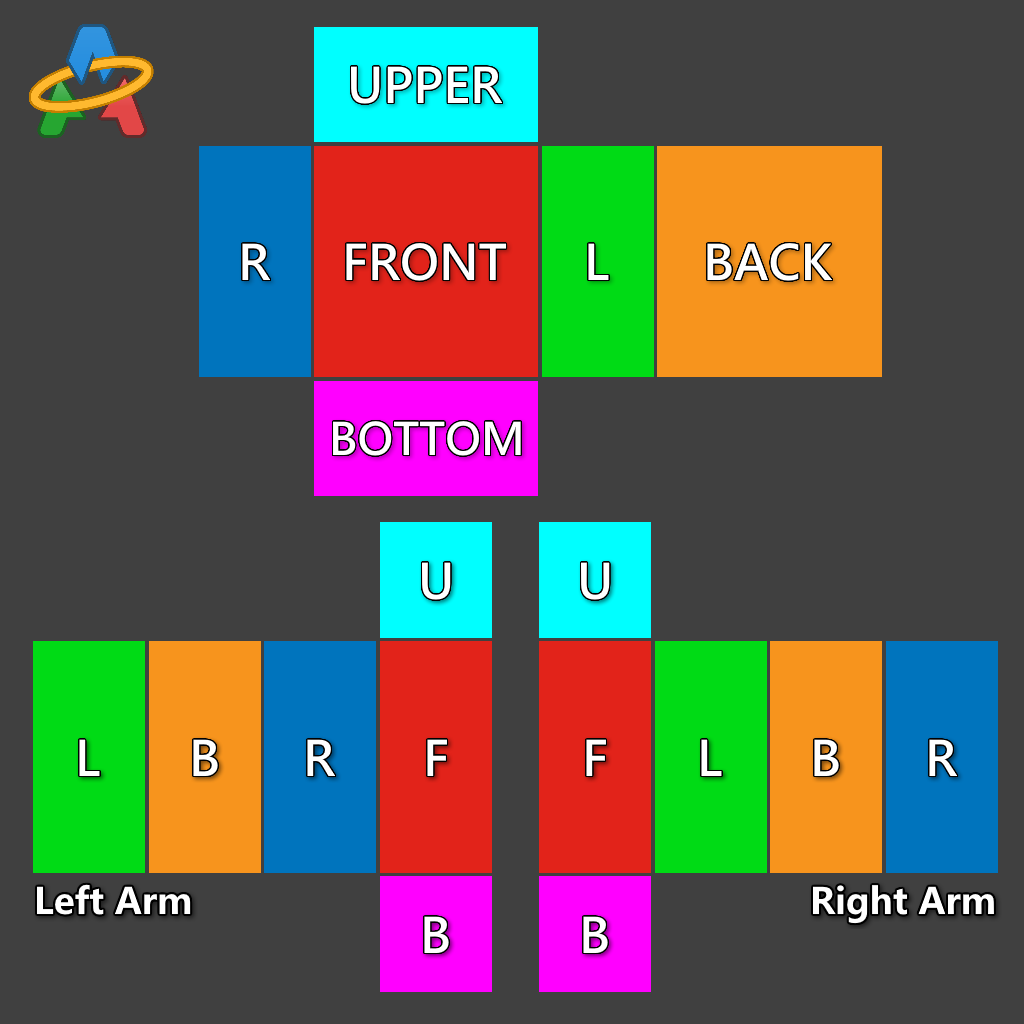 UPPER
R FRONT L BACK
BOTTOM
U U
L B R F F L B R
Left Arm Right Arm
B B